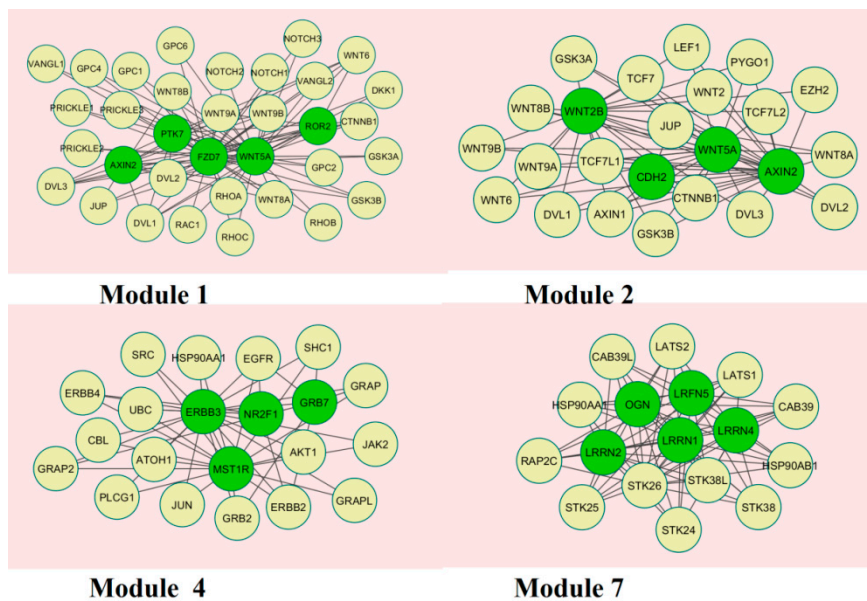 NOTCH3
GPC6
WNT6
VANGL1
GPC4
GPC1
NOTCH2
NOTCH1
VANGL2
WNT8B
DKK1
PRICKLE1
PRICKLE3
WNT9A
WNT9B
ROR2
CTNNB1
PTK7
PRICKLE2
AXIN2
FZD7
WNT5A
GPC2
GSK3A
DVL3
DVL2
RHOA
WNT8A
GSK3B
JUP
DVL1
RAC1
RHOC
RHOB
Module 1
GSK3A
LEF1
PYGO1
TCF7
WNT2
EZH2
WNT8B
WNT2B
TCF7L2
JUP
WNT9B
WNT5A
WNT8A
WNT9A
TCF7L1
CDH2
AXIN2
WNT6
CTNNB1
DVL1
AXIN1
DVL3
DVL2
GSK3B
Module 2
SRC
HSP90AA1
EGFR
SHC1
ERBB4
UBC
ERBB3
NR2F1
GRB7
GRAP
CBL
ATOH1
AKT1
JAK2
GRAP2
MST1R
PLCG1
JUN
GRB2
ERBB2
GRAPL
Module 4
LATS2
CAB39L
LATS1
HSP90AA1
OGN
LRFN5
CAB39
LRRN4
RAP2C
LRRN2
LRRN1
HSP90AB1
STK26
STK38L
STK25
STK24
STK38
Module 7